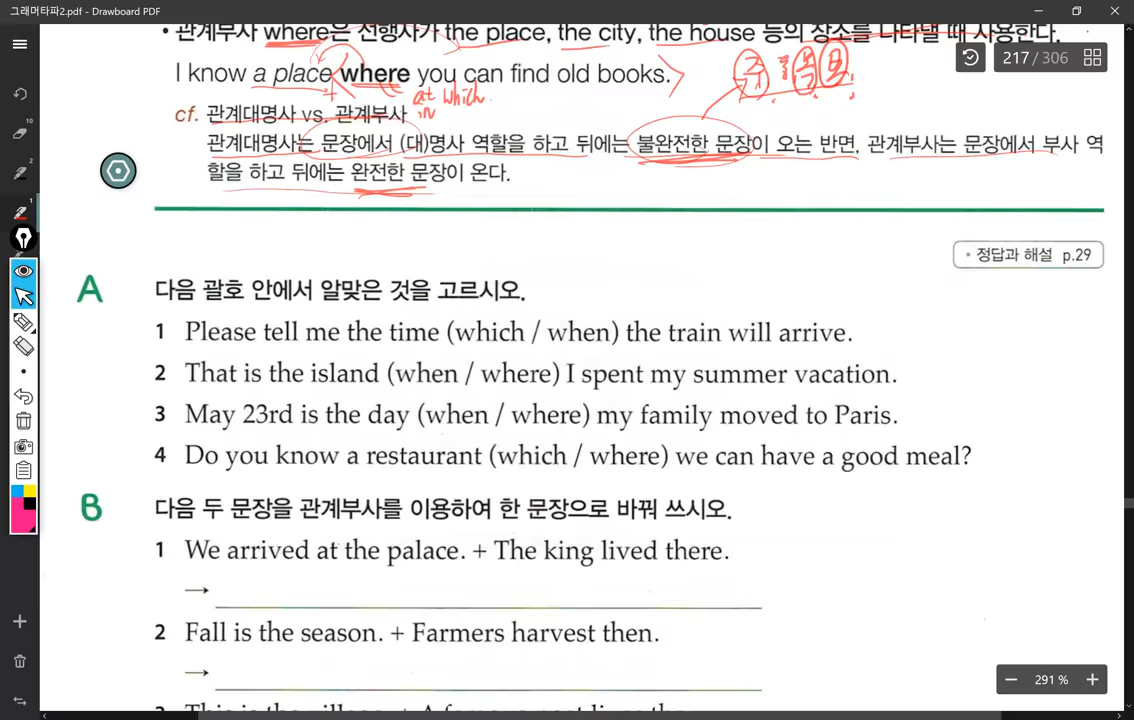 그래머타파2.pdf - Drawboard PDF
• 관계부사 where은 선행사가 the place, the city, the house 등의 장소를 나타낼 때 사용한다.
217 / 306
I know a place where you can find old books.
at which
in
cf. 관계대명사 vs. 관계부사
관계대명사는 문장에서 (대)명사 역할을 하고 뒤에는 불완전한 문장이 오는 반면, 관계부사는 문장에서 부사 역
할을 하고 뒤에는 완전한 문장이 온다.
• 정답과 해설 p.29
A 다음 괄호 안에서 알맞은 것을 고르시오.
1 Please tell me the time (which / when) the train will arrive.
2 That is the island (when / where) I spent my summer vacation.
3 May 23rd is the day (when / where) my family moved to Paris.
4 Do you know a restaurant (which / where) we can have a good meal?
B 다음 두 문장을 관계부사를 이용하여 한 문장으로 바꿔 쓰시오.
1 We arrived at the palace. + The king lived there.
→
2 Fall is the season. + Farmers harvest then.
→
291 %